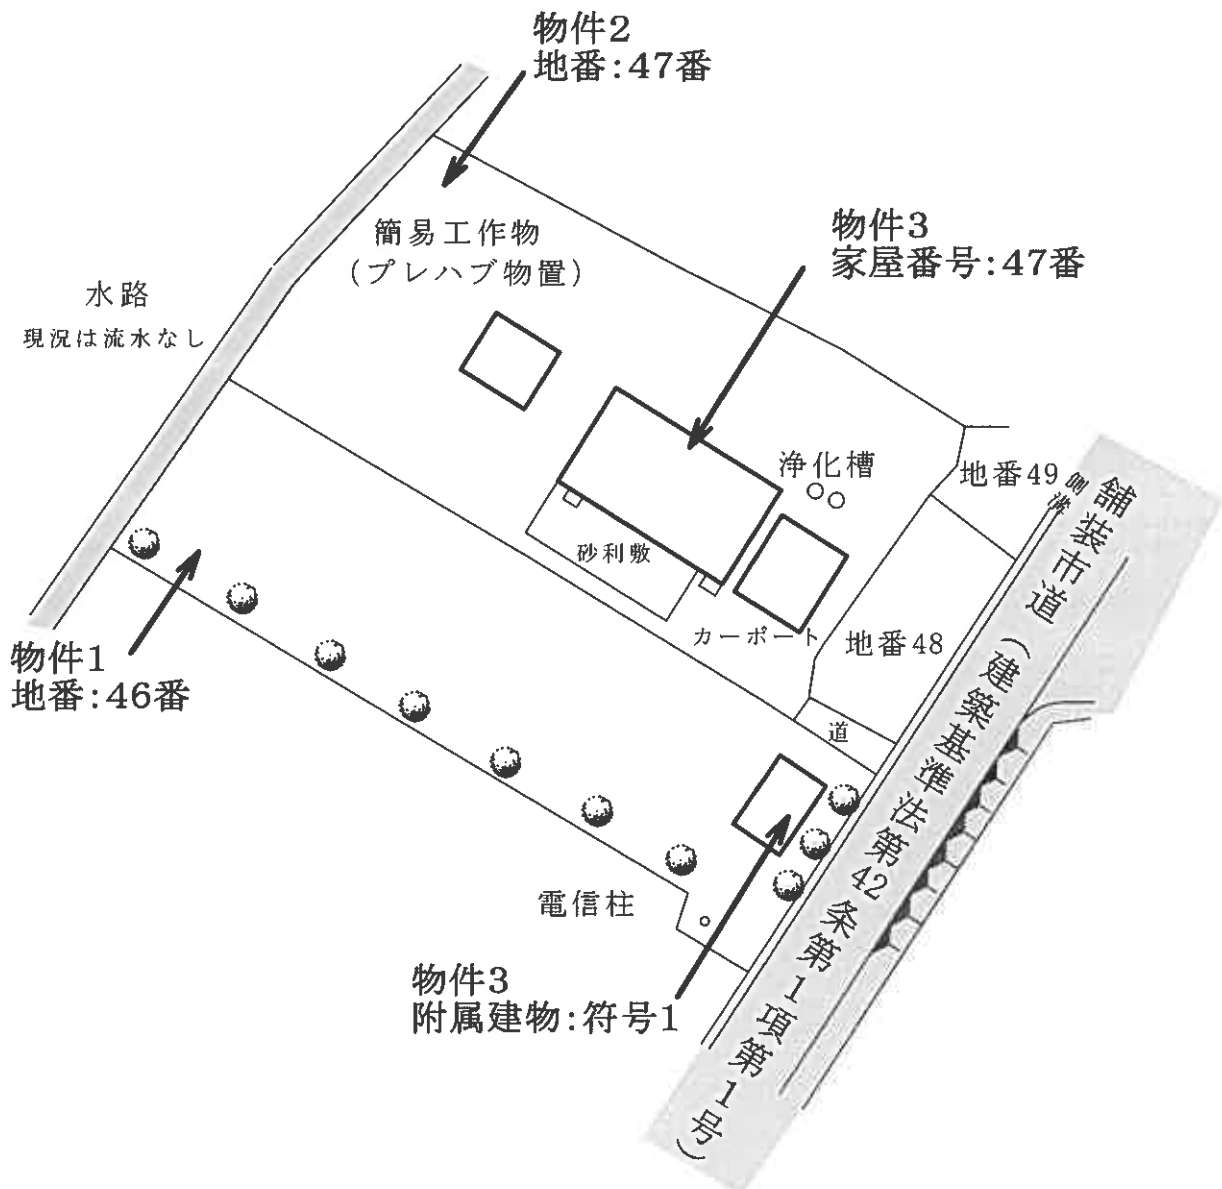 物件2
地番:47番
簡易工作物
(プレハブ物置)
物件3
家屋番号:47番
水路
現況は流水なし
浄化槽
地番49
側溝
舗装市道(建築基準法第42条第1項第1号)
砂利敷
カーポート
地番48
物件1
地番:46番
道
電信柱
物件3
附属建物:符号1